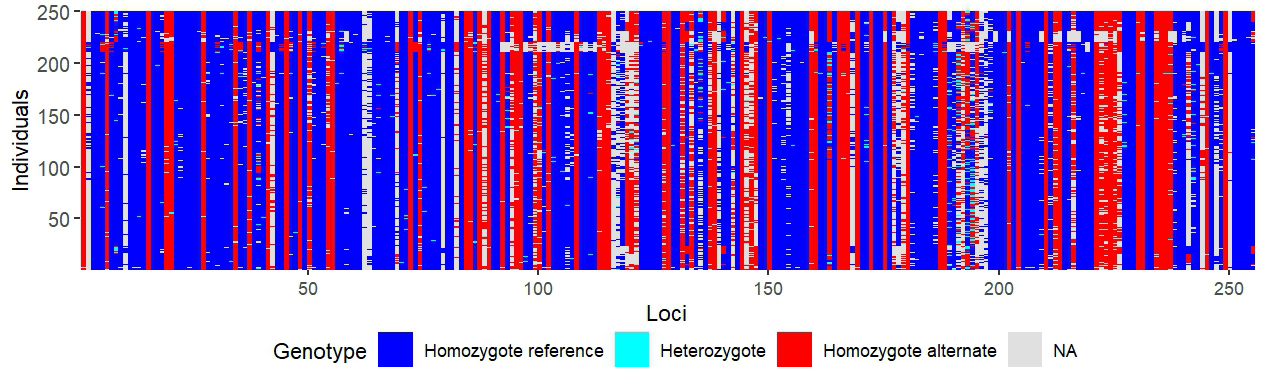 250
200
150
100
50
Individuals
50
100
150
200
250
Loci
Genotype
Homozygote reference
Heterozygote
Homozygote alternate
NA